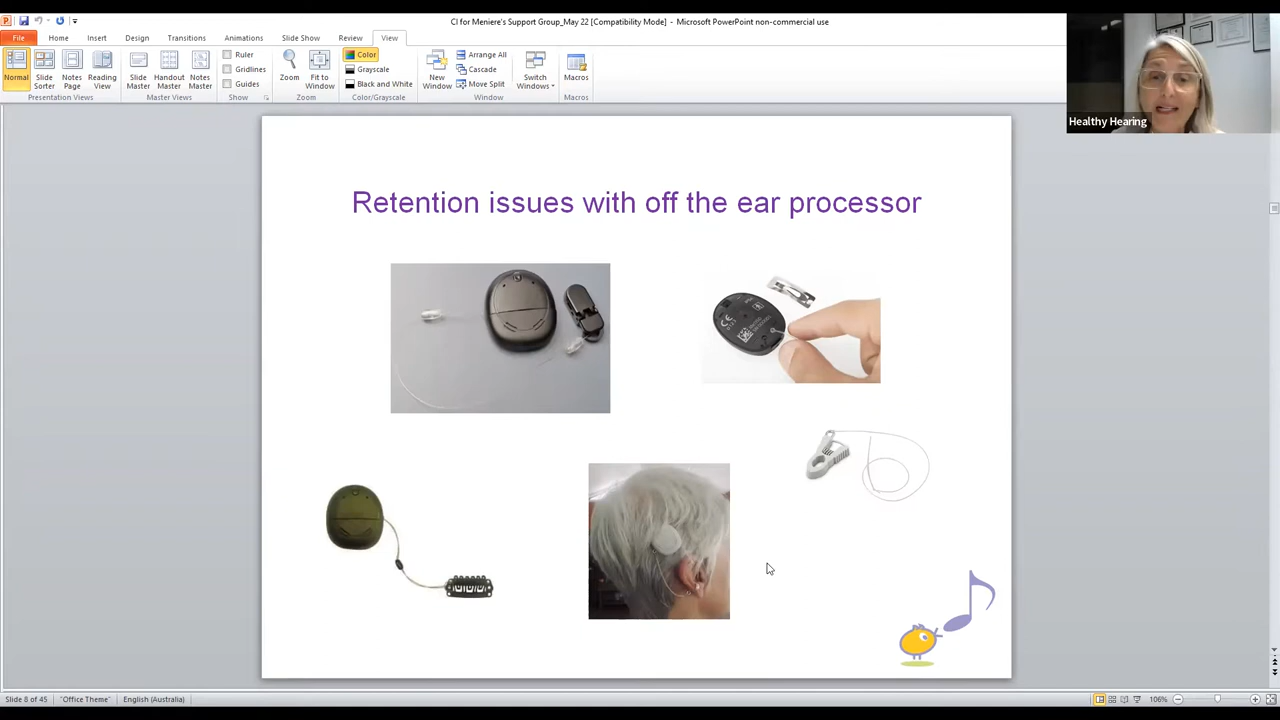 CI for Meniere's Support Group_May 22 [Compatibility Mode] - Microsoft PowerPoint non-commercial use
File Home Insert Design Transitions Animations Slide Show Review View
Normal
Slide Sorter
Notes Page
Reading View
Presentation Views
Slide Master
Handout Master
Notes Master
Master Views
Ruler
Gridlines
Guides
Show
Zoom
Fit to Window
Zoom
Color
Grayscale
Black and White
Color/Grayscale
New Window
Arrange All
Cascade
Move Split
Switch Windows
Window
Macros
Macros
Healthy Hearing
Retention issues with off the ear processor
CE
Slide 8 of 45 "Office Theme" English (Australia) 106%